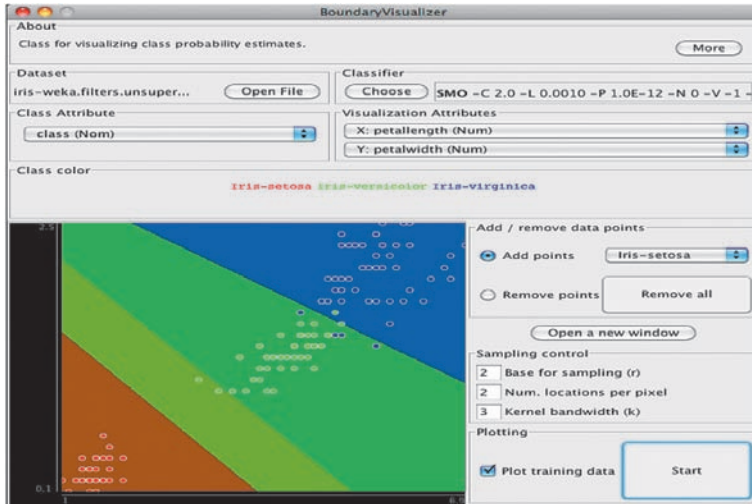 BoundaryVisualizer
About
Class for visualizing class probability estimates.
More
Dataset
iris-weka.filters.unsuper...
Open File
Classifier
Choose
SMO -C 2.0 -L 0.0010 -P 1.0E-12 -N 0 -V -1 -
Class Attribute
class (Nom)
Visualization Attributes
X: petallength (Num)
Y: petalwidth (Num)
Class color
Iris-setosa Iris-versicolor Iris-virginica
2.5
0.1
1
6.9
Add / remove data points
Add points
Iris-setosa
Remove points
Remove all
Open a new window
Sampling control
2 Base for sampling (r)
2 Num. locations per pixel
3 Kernel bandwidth (k)
Plotting
Plot training data
Start